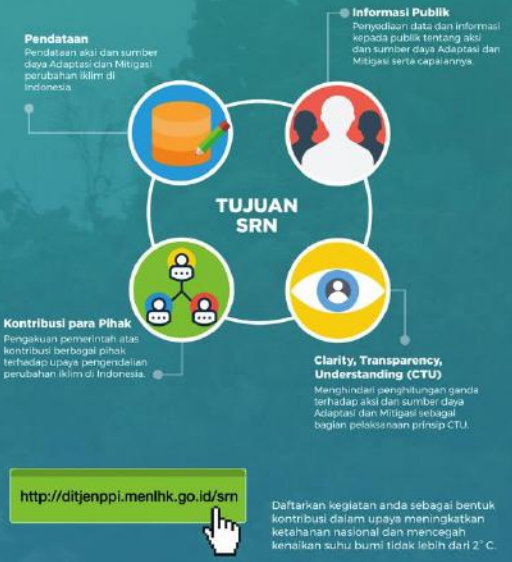 Informasi Publik
Penyediaan data dan informasi
kepada publik tentang aksi
dan sumber daya Adaptasi dan
Mitigasi serta capaiannya.
Pendataan
Pendataan aksi dan sumber
daya Adaptasi dan Mitigasi
perubahan iklim di
Indonesia.
TUJUAN
SRN
Kontribusi para Pihak
Pengakuan pemerintah atas
kontribusi berbagai pihak
terhadap upaya pengendalian
perubahan iklim di Indonesia.
Clarity, Transparency,
Understanding (CTU)
Menghindari penghitungan ganda
terhadap aksi dan sumber daya
Adaptasi dan Mitigasi sebagai
bagian pelaksanaan prinsip CTU.
http://ditjenppi.menlhk.go.id/srn
Daftarkan kegiatan anda sebagai bentuk
kontribusi dalam upaya meningkatkan
ketahanan nasional dan mencegah
kenaikan suhu bumi tidak lebih dari 2° C.